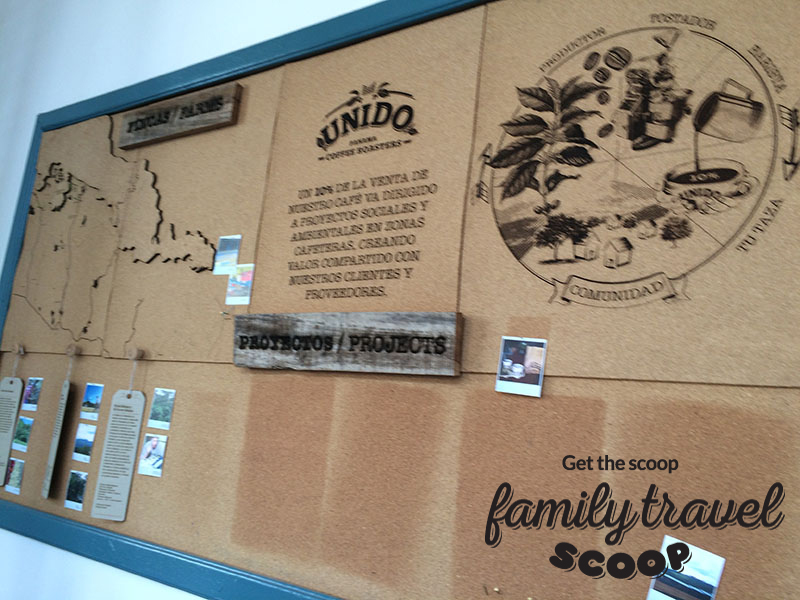 FINCAS / FARMS
UNIDO
PANAMA
COFFEE ROASTERS
UN 10% DE LA VENTA DE
NUESTRO CAFÉ VA DIRIGIDO
A PROYECTOS SOCIALES Y
AMBIENTALES EN ZONAS
CAFETERAS, CREANDO
VALOR COMPARTIDO CON
NUESTROS CLIENTES Y
PROVEEDORES.
PRODUCTOR
TOSTADOR
BARISTA
TU TAZA
10%
UNIDO
COMUNIDAD
PROYECTOS / PROJECTS
Get the scoop
family travel
SCOOP